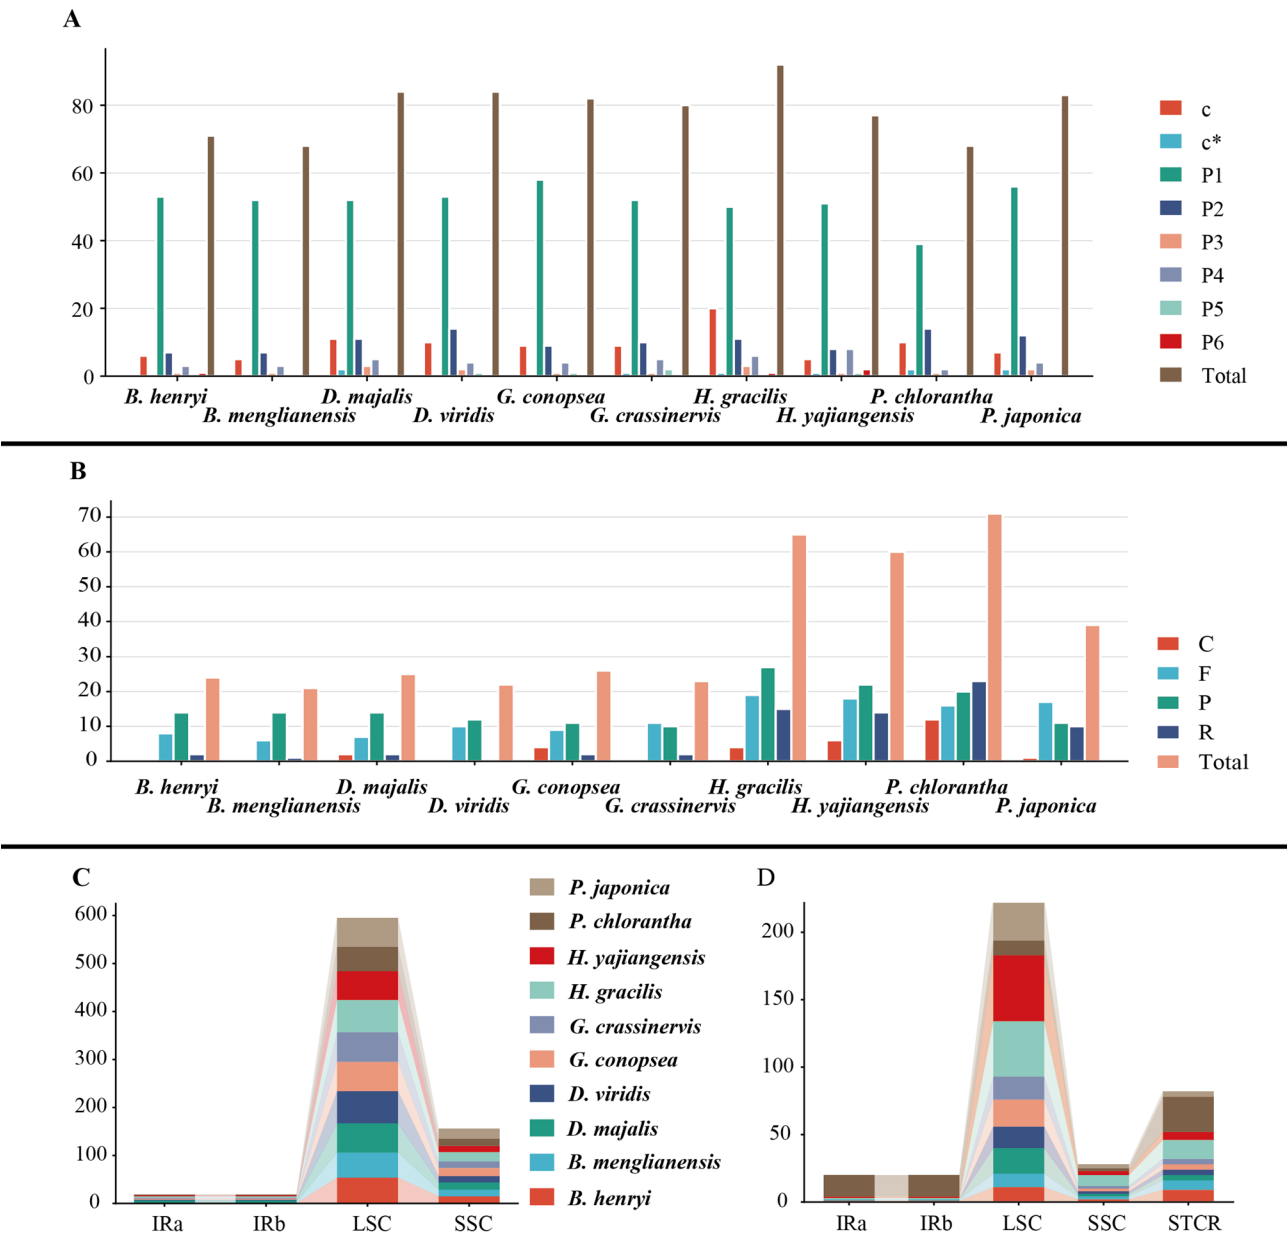 A
80
60
40
20
0
B. henryi D. majalis G. conopsea H. gracilis P. chlorantha
B. menglianensis D. viridis G. crassinervis H. yajiangensis P. japonica
c
c*
P1
P2
P3
P4
P5
P6
Total
B
70
60
50
40
30
20
10
0
B. henryi D. majalis G. conopsea H. gracilis P. chlorantha
B. menglianensis D. viridis G. crassinervis H. yajiangensis P. japonica
C
F
P
R
Total
C
600
500
400
300
200
100
0
IRa IRb LSC SSC
P. japonica
P. chlorantha
H. yajiangensis
H. gracilis
G. crassinervis
G. conopsea
D. viridis
D. majalis
B. menglianensis
B. henryi
D
200
150
100
50
0
IRa IRb LSC SSC STCR